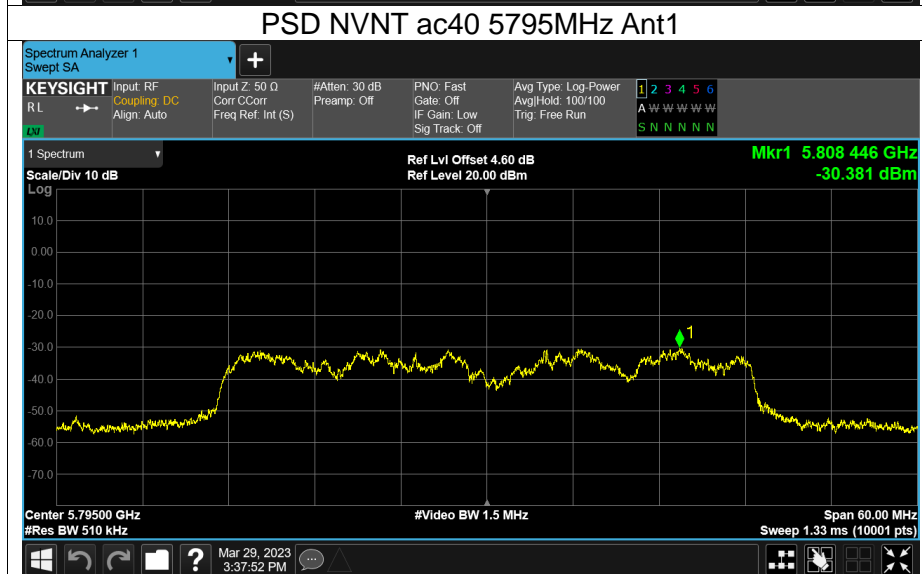 PSD NVNT ac40 5795MHz Ant1
Spectrum Analyzer 1
Swept SA
+
KEYSIGHT
R L
LXI
Input: RF
Coupling: DC
Align: Auto
Input Z: 50 Ω
Corr CCorr
Freq Ref: Int (S)
#Atten: 30 dB
Preamp: Off
PNO: Fast
Gate: Off
IF Gain: Low
Sig Track: Off
Avg Type: Log-Power
Avg|Hold: 100/100
Trig: Free Run
1 2 3 4 5 6
A W W W W W
S N N N N N
1 Spectrum
Scale/Div 10 dB
Log
Ref Lvl Offset 4.60 dB
Ref Level 20.00 dBm
Mkr1 5.808 446 GHz
-30.381 dBm
10.0
0.00
-10.0
-20.0
-30.0
-40.0
-50.0
-60.0
-70.0
1
Center 5.79500 GHz
#Res BW 510 kHz
#Video BW 1.5 MHz
Span 60.00 MHz
Sweep 1.33 ms (10001 pts)
?
Mar 29, 2023
3:37:52 PM